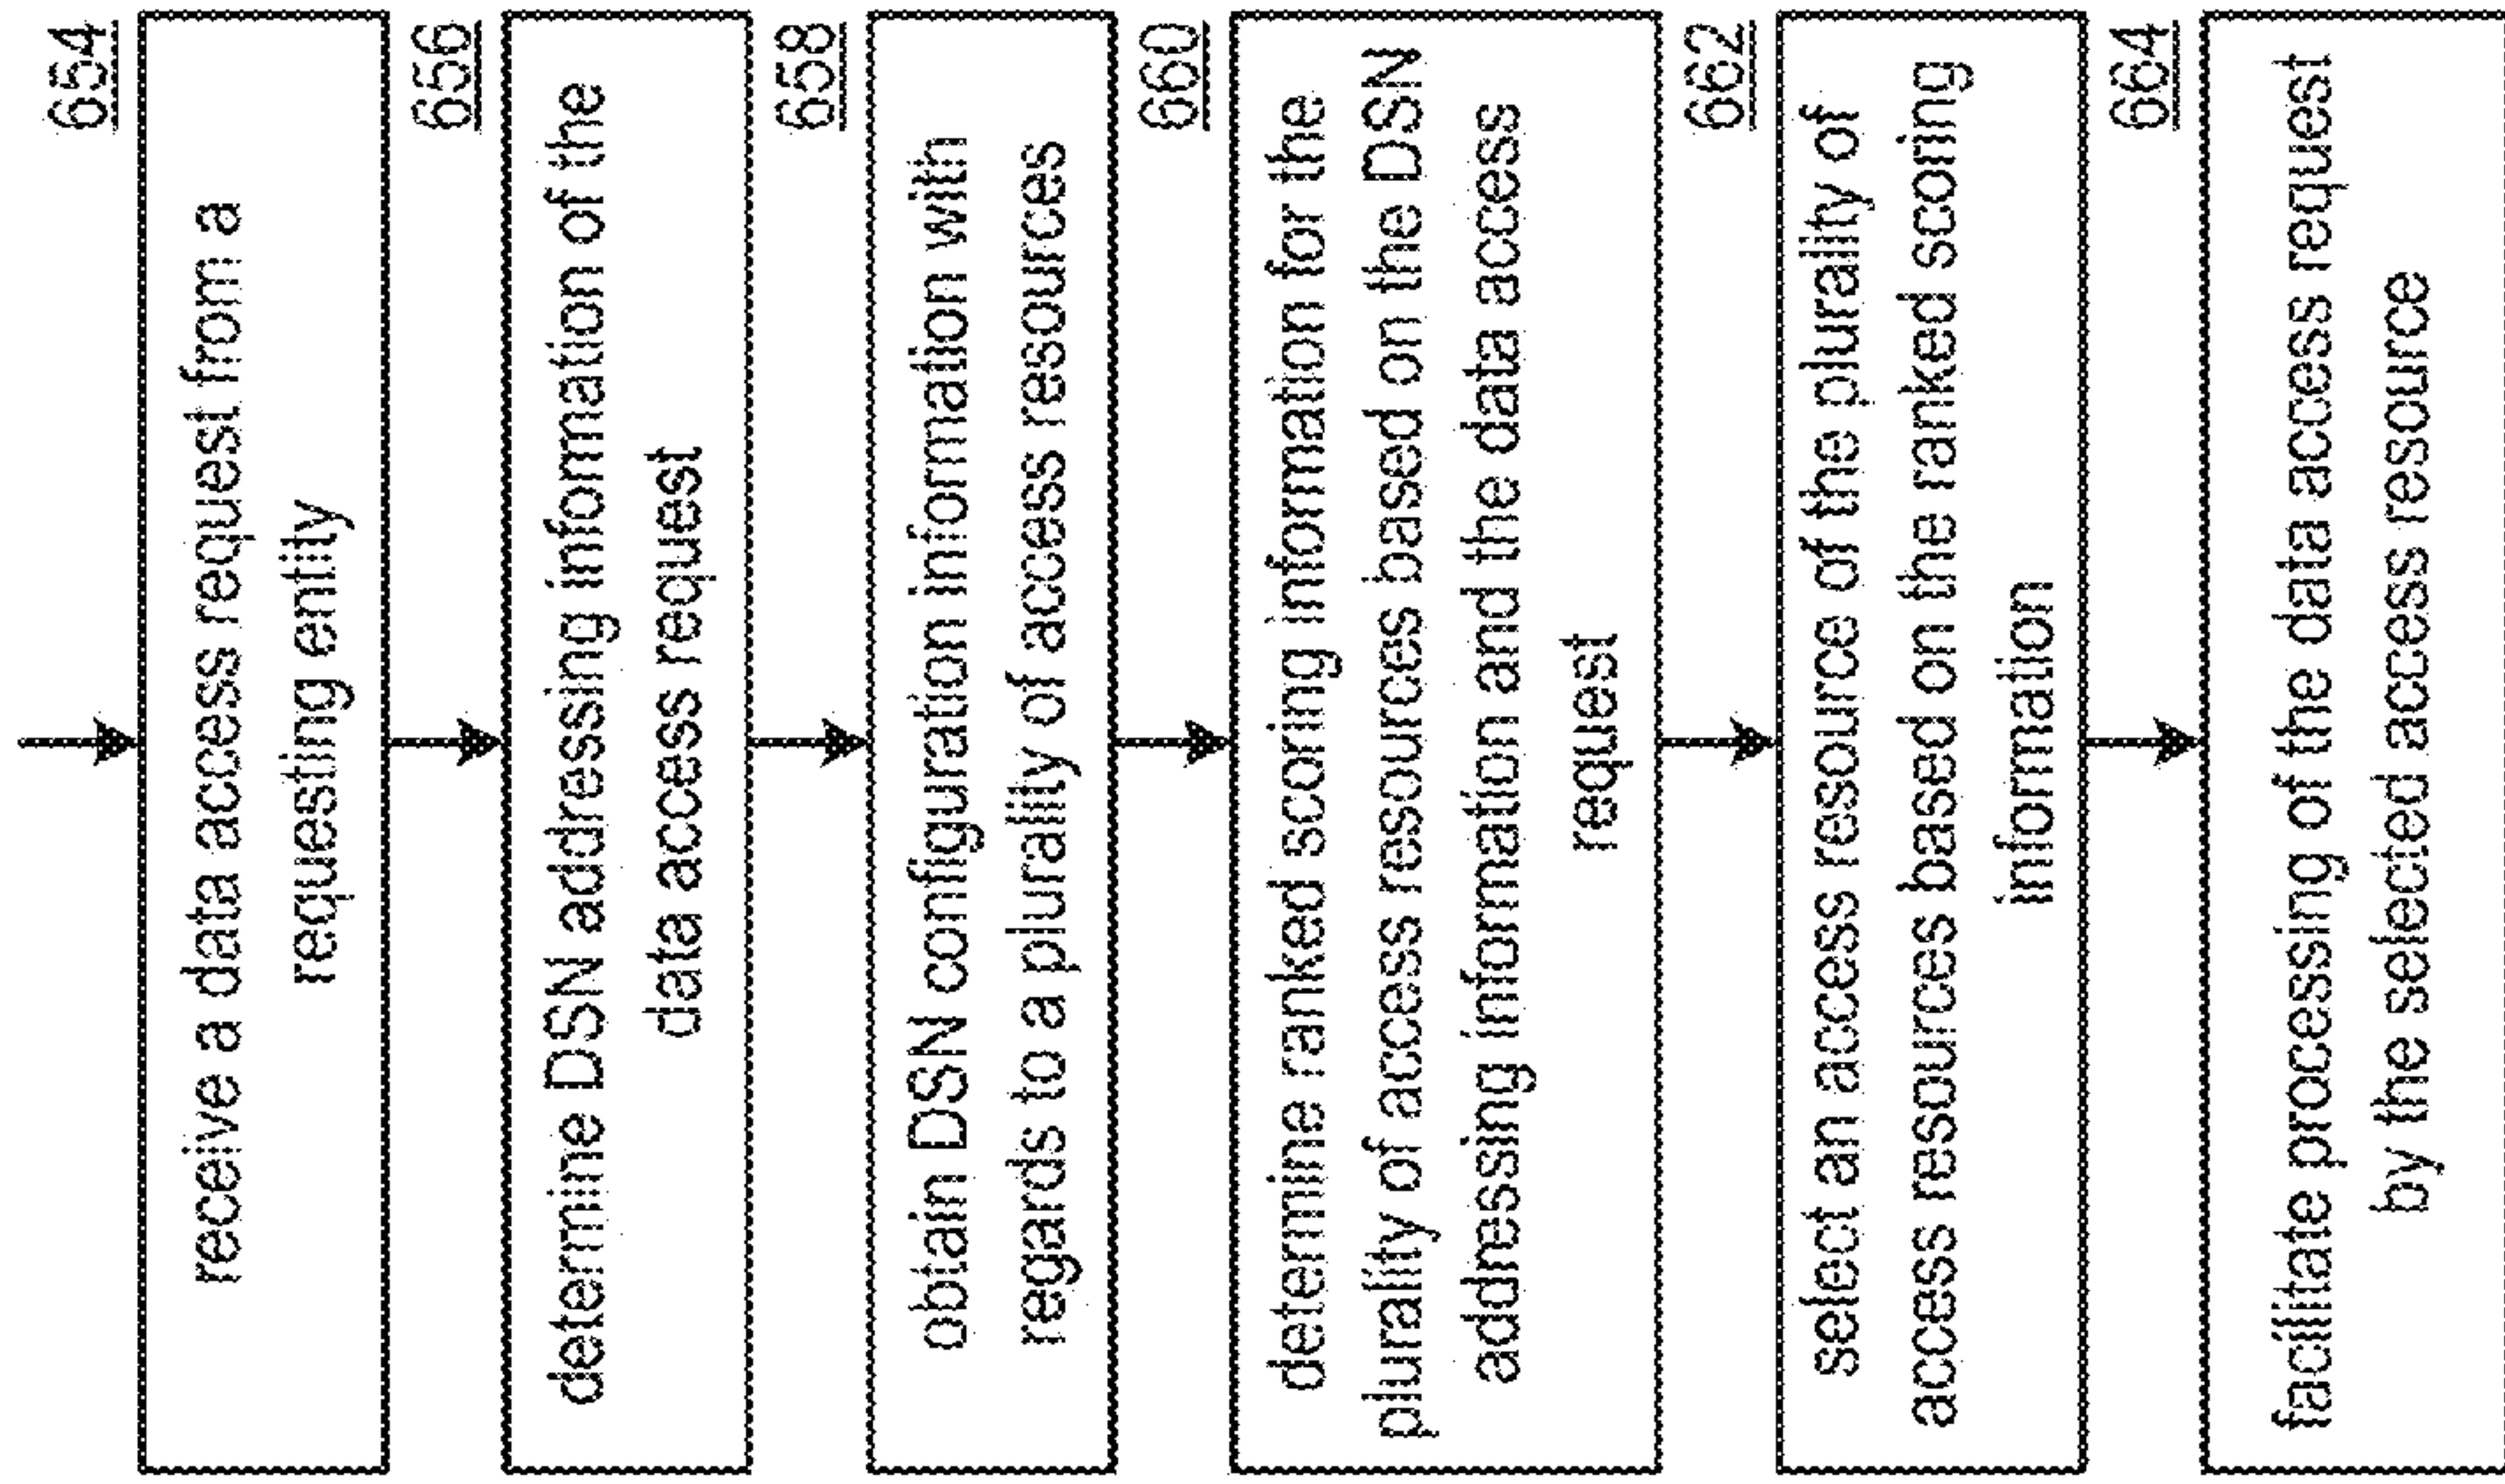 654
receive a data access request from a
requesting entity
656
determine DSN addressing information of the
data access request
658
obtain DSN configuration information with
regards to a plurality of access resources
660
determine ranked scoring information for the
plurality of access resources based on the DSN
addressing information and the data access
request
662
select an access resource of the plurality of
access resources based on the ranked scoring
information
664
facilitate processing of the data access request
by the selected access resource